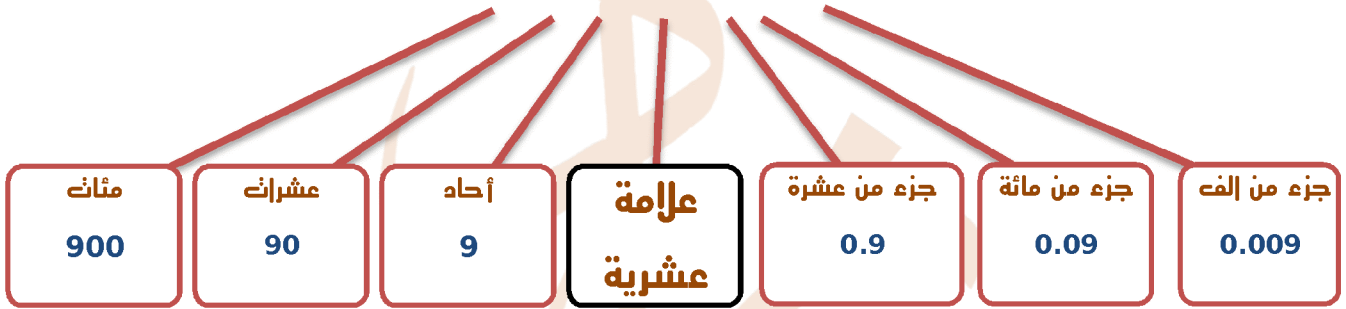 مئات
900
عشرات
90
أحاد
9
علامة
عشرية
جزء من عشرة
0.9
جزء من مائة
0.09
جزء من ألف
0.009